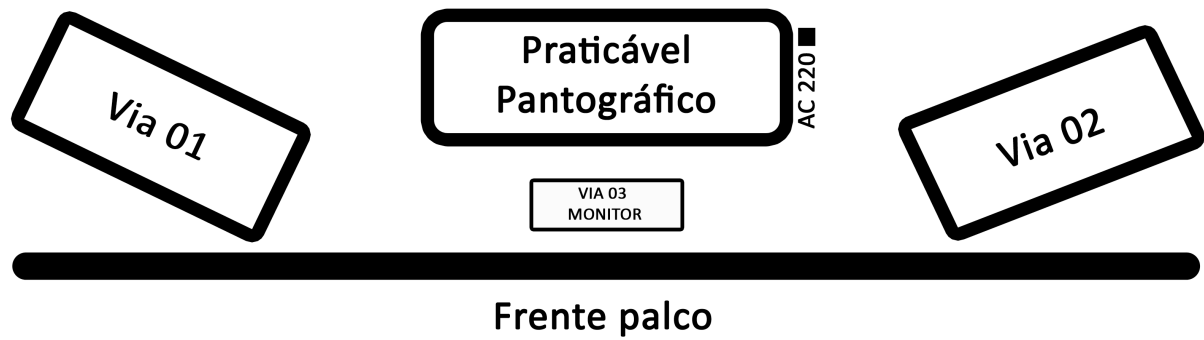 Via 01
Praticável
Pantográfico
AC 220
Via 02
VIA 03
MONITOR
Frente palco